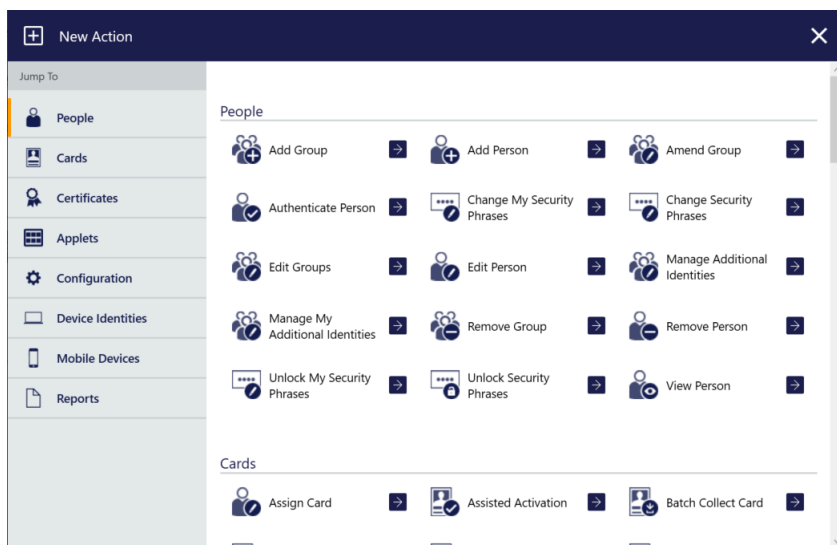 New Action
Jump To
People
Cards
Certificates
Applets
Configuration
Device Identities
Mobile Devices
Reports
People
Add Group
Add Person
Amend Group
Authenticate Person
Change My Security
Phrases
Change Security
Phrases
Edit Groups
Edit Person
Manage Additional
Identities
Manage My
Additional Identities
Remove Group
Remove Person
Unlock My Security
Phrases
Unlock Security
Phrases
View Person
Cards
Assign Card
Assisted Activation
Batch Collect Card